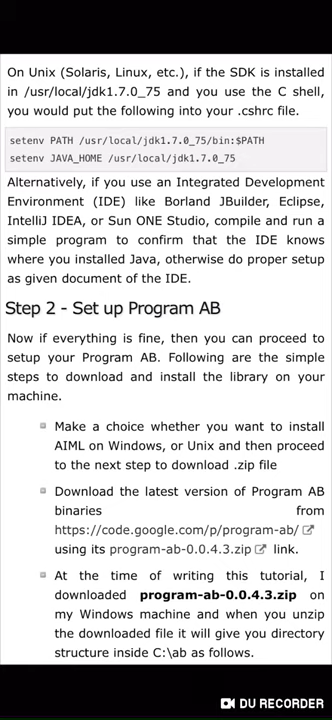 On Unix (Solaris, Linux, etc.), if the SDK is installed
in /usr/local/jdk1.7.0_75 and you use the C shell,
you would put the following into your .cshrc file.
setenv PATH /usr/local/jdk1.7.0_75/bin:$PATH
setenv JAVA_HOME /usr/local/jdk1.7.0_75
Alternatively, if you use an Integrated Development
Environment (IDE) like Borland JBuilder, Eclipse,
IntelliJ IDEA, or Sun ONE Studio, compile and run a
simple program to confirm that the IDE knows
where you installed Java, otherwise do proper setup
as given document of the IDE.
Step 2 - Set up Program AB
Now if everything is fine, then you can proceed to
setup your Program AB. Following are the simple
steps to download and install the library on your
machine.
Make a choice whether you want to install
AIML on Windows, or Unix and then proceed
to the next step to download .zip file
Download the latest version of Program AB
binaries from
https://code.google.com/p/program-ab/
using its program-ab-0.0.4.3.zip link.
At the time of writing this tutorial, I
downloaded program-ab-0.0.4.3.zip on
my Windows machine and when you unzip
the downloaded file it will give you directory
structure inside C:\ab as follows.
DU RECORDER